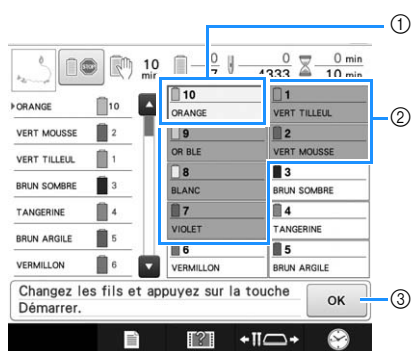 ①
10
min
0
7
0
4333
0 min
10 min
ORANGE 10
VERT MOUSSE 2
VERT TILLEUL 1
BRUN SOMBRE 3
TANGERINE 4
BRUN ARGILE 5
VERMILLON 6
10
ORANGE
9
OR BLE
8
BLANC
7
VIOLET
6
VERMILLON
1
VERT TILLEUL
2
VERT MOUSSE
3
BRUN SOMBRE
4
TANGERINE
5
BRUN ARGILE
②
Changez les fils et appuyez sur la touche
Démarrer.
OK
③